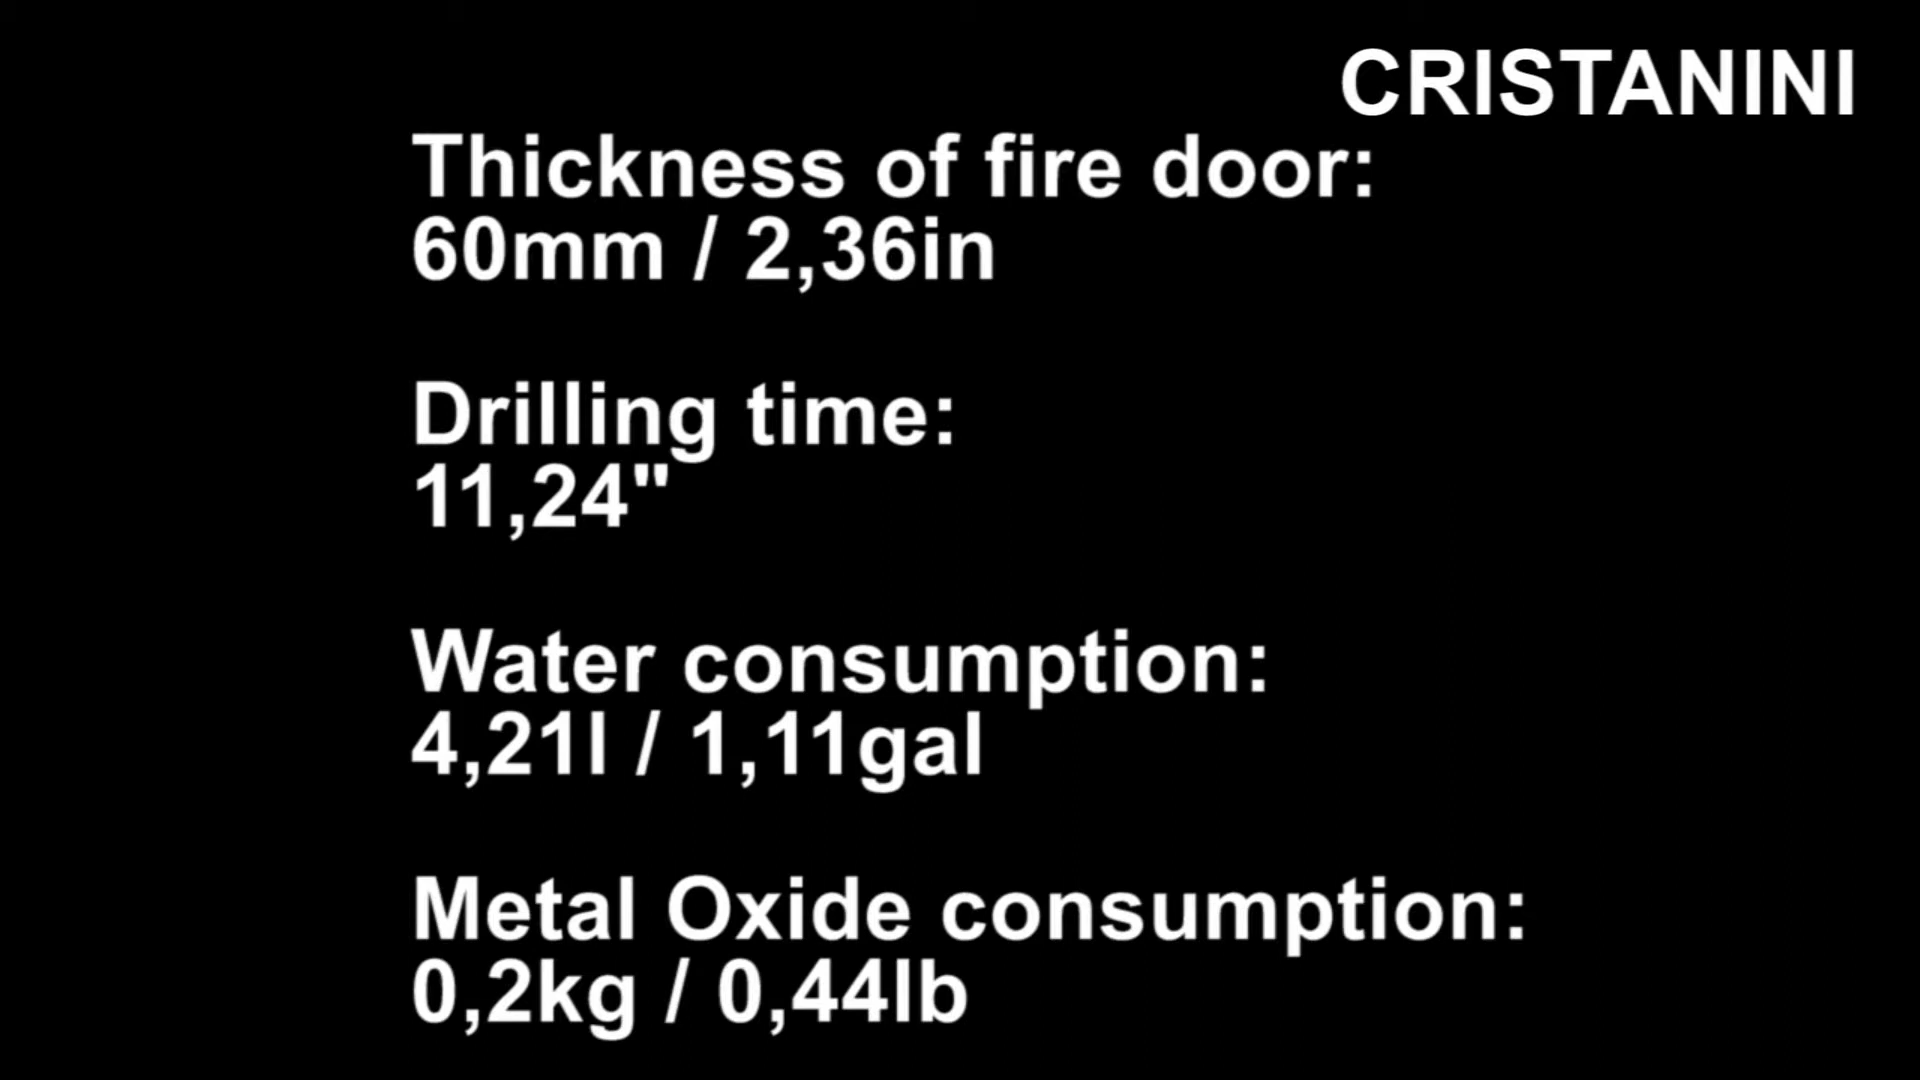 CRISTANINI
Thickness of fire door:
60mm / 2,36in
Drilling time:
11,24"
Water consumption:
4,21l / 1,11gal
Metal Oxide consumption:
0,2kg / 0,44lb